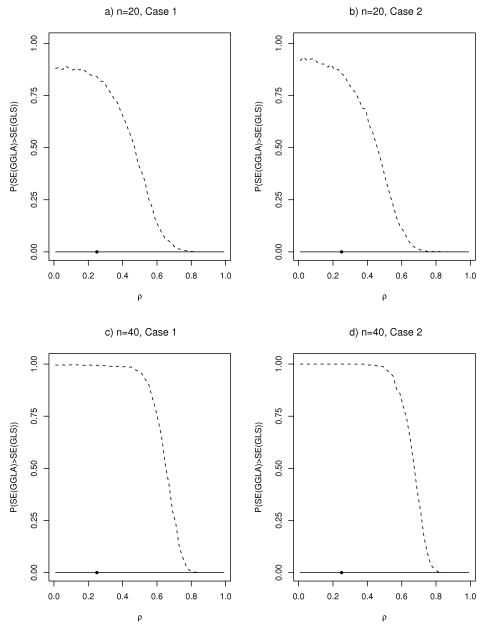 a) n=20, Case 1
P(SE(GGLA)>SE(GLS))
1.00
0.75
0.50
0.25
0.00
0.0 0.2 0.4 0.6 0.8 1.0
ρ
b) n=20, Case 2
P(SE(GGLA)>SE(GLS))
1.00
0.75
0.50
0.25
0.00
0.0 0.2 0.4 0.6 0.8 1.0
ρ
c) n=40, Case 1
P(SE(GGLA)>SE(GLS))
1.00
0.75
0.50
0.25
0.00
0.0 0.2 0.4 0.6 0.8 1.0
ρ
d) n=40, Case 2
P(SE(GGLA)>SE(GLS))
1.00
0.75
0.50
0.25
0.00
0.0 0.2 0.4 0.6 0.8 1.0
ρ